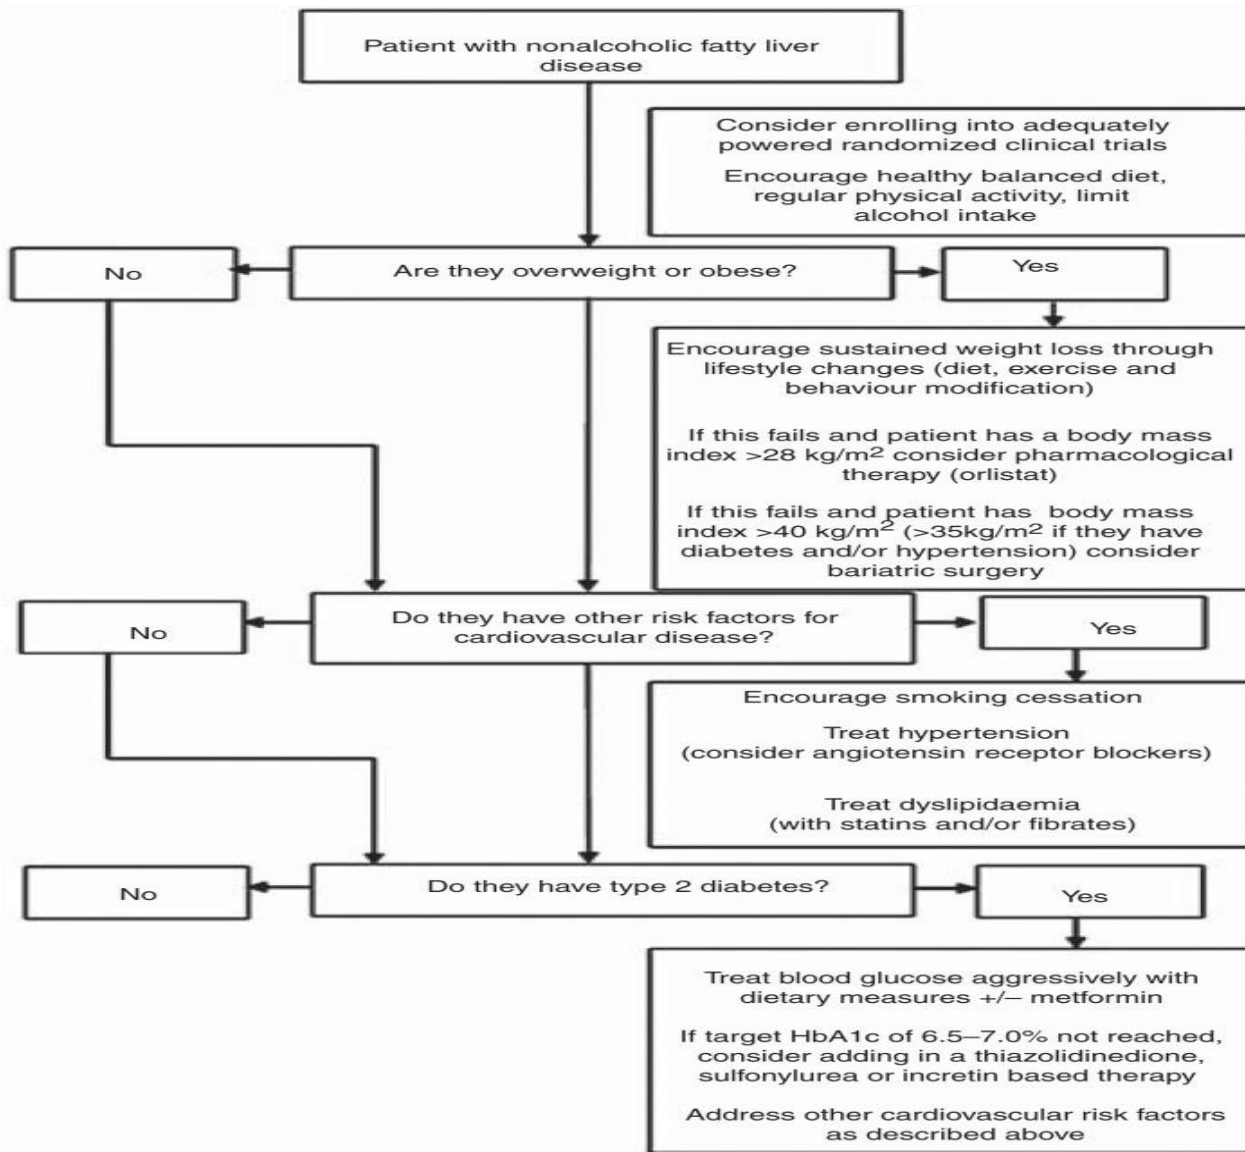 Patient with nonalcoholic fatty liver
disease
Consider enrolling into adequately
powered randomized clinical trials
Encourage healthy balanced diet,
regular physical activity, limit
alcohol intake
No
Are they overweight or obese?
Yes
Encourage sustained weight loss through
lifestyle changes (diet, exercise and
behaviour modification)
If this fails and patient has a body mass
index >28 kg/m² consider pharmacological
therapy (orlistat)
If this fails and patient has body mass
index >40 kg/m² (>35kg/m² if they have
diabetes and/or hypertension) consider
bariatric surgery
No
Do they have other risk factors for
cardiovascular disease?
Yes
Encourage smoking cessation
Treat hypertension
(consider angiotensin receptor blockers)
Treat dyslipidaemia
(with statins and/or fibrates)
No
Do they have type 2 diabetes?
Yes
Treat blood glucose aggressively with
dietary measures +/– metformin
If target HbA1c of 6.5–7.0% not reached,
consider adding in a thiazolidinedione,
sulfonylurea or incretin based therapy
Address other cardiovascular risk factors
as described above